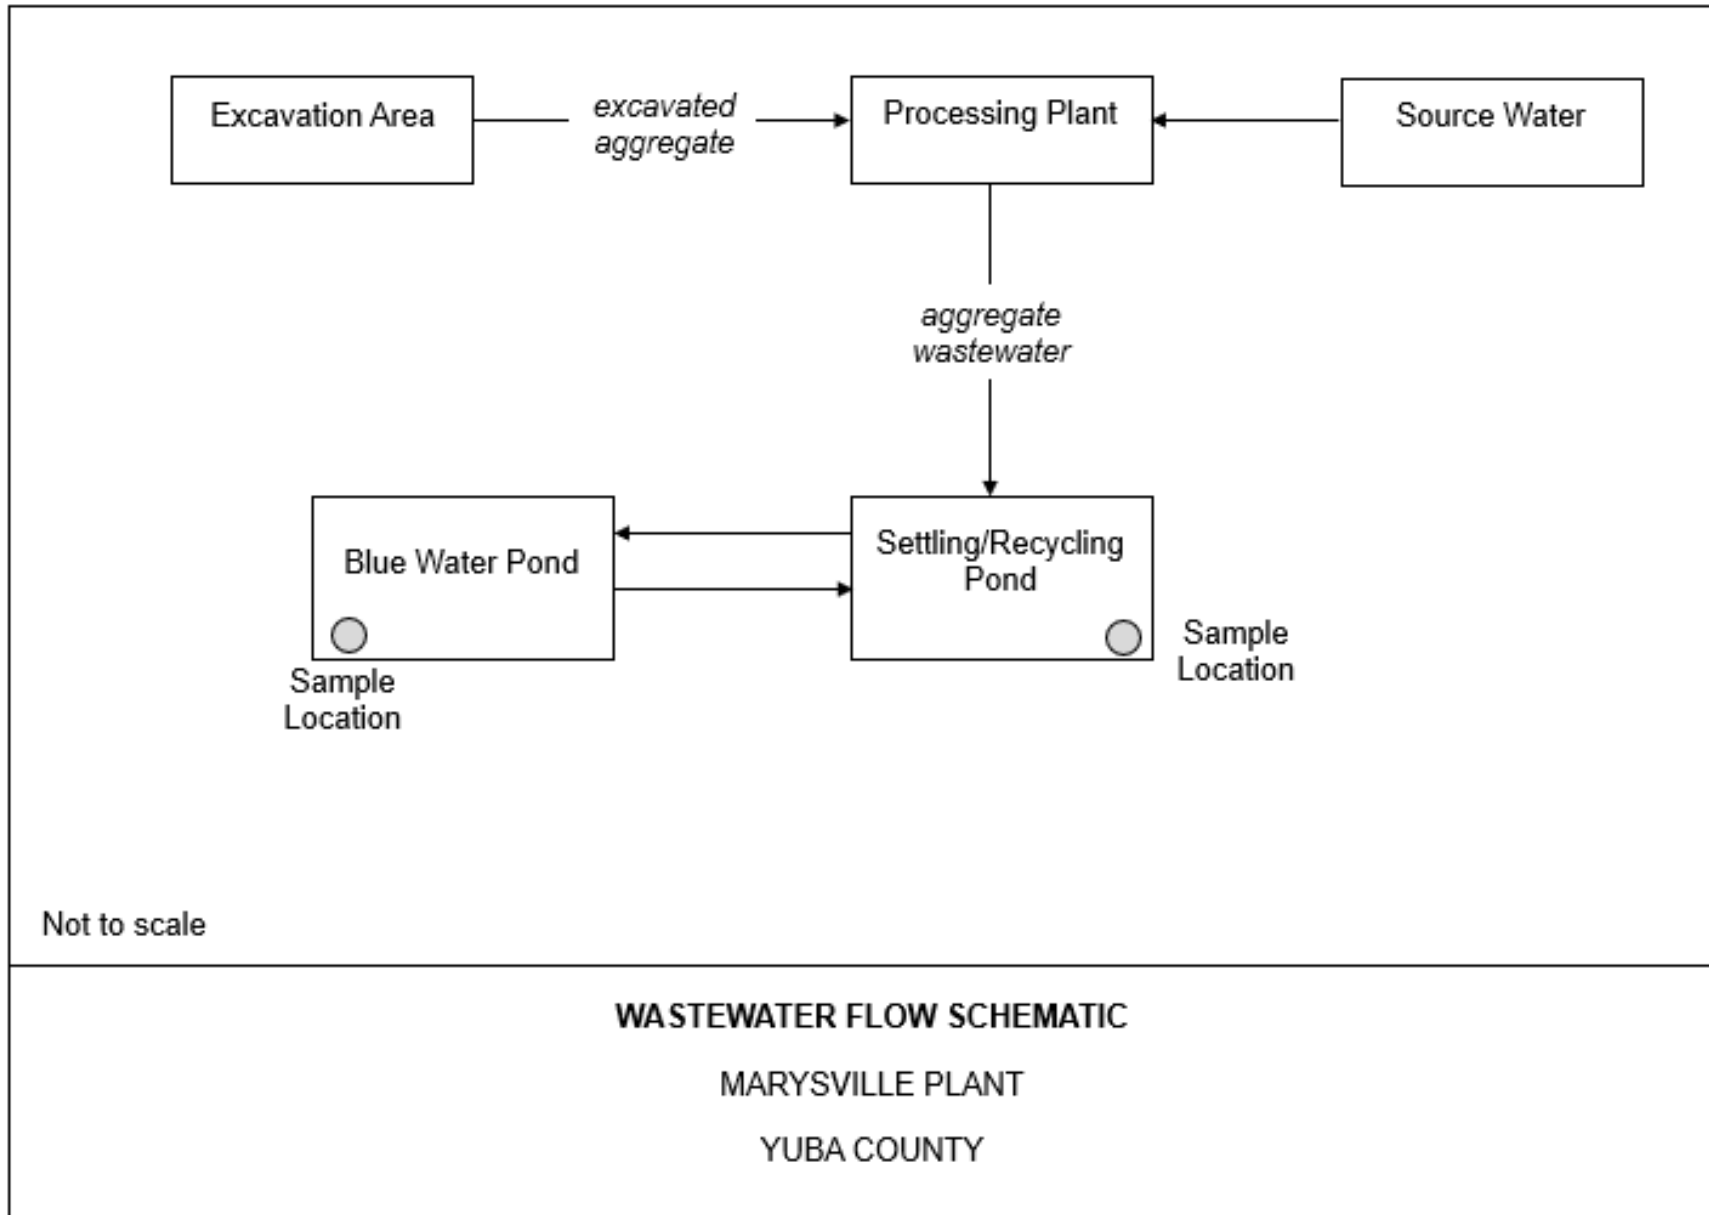 Excavation Area
excavated
aggregate
Processing Plant
Source Water
aggregate
wastewater
Blue Water Pond
Settling/Recycling
Pond
Sample
Location
Sample
Location
Not to scale
WASTEWATER FLOW SCHEMATIC
MARYSVILLE PLANT
YUBA COUNTY